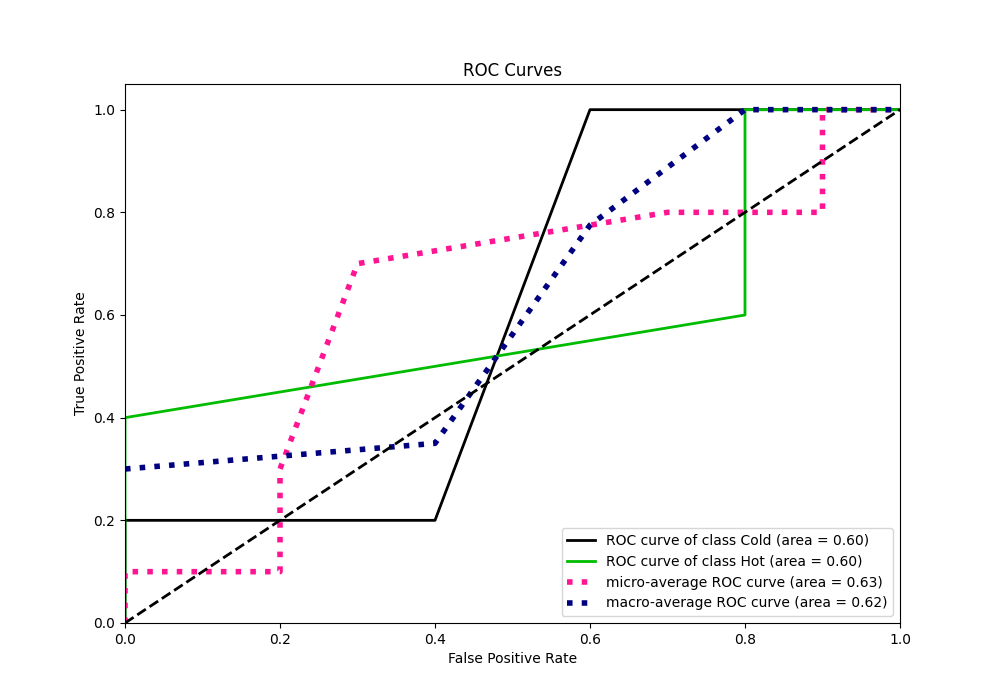 ROC Curves
True Positive Rate
1.0
0.8
0.6
0.4
0.2
0.0
0.0 0.2 0.4 0.6 0.8 1.0
False Positive Rate
ROC curve of class Cold (area = 0.60)
ROC curve of class Hot (area = 0.60)
micro-average ROC curve (area = 0.63)
macro-average ROC curve (area = 0.62)